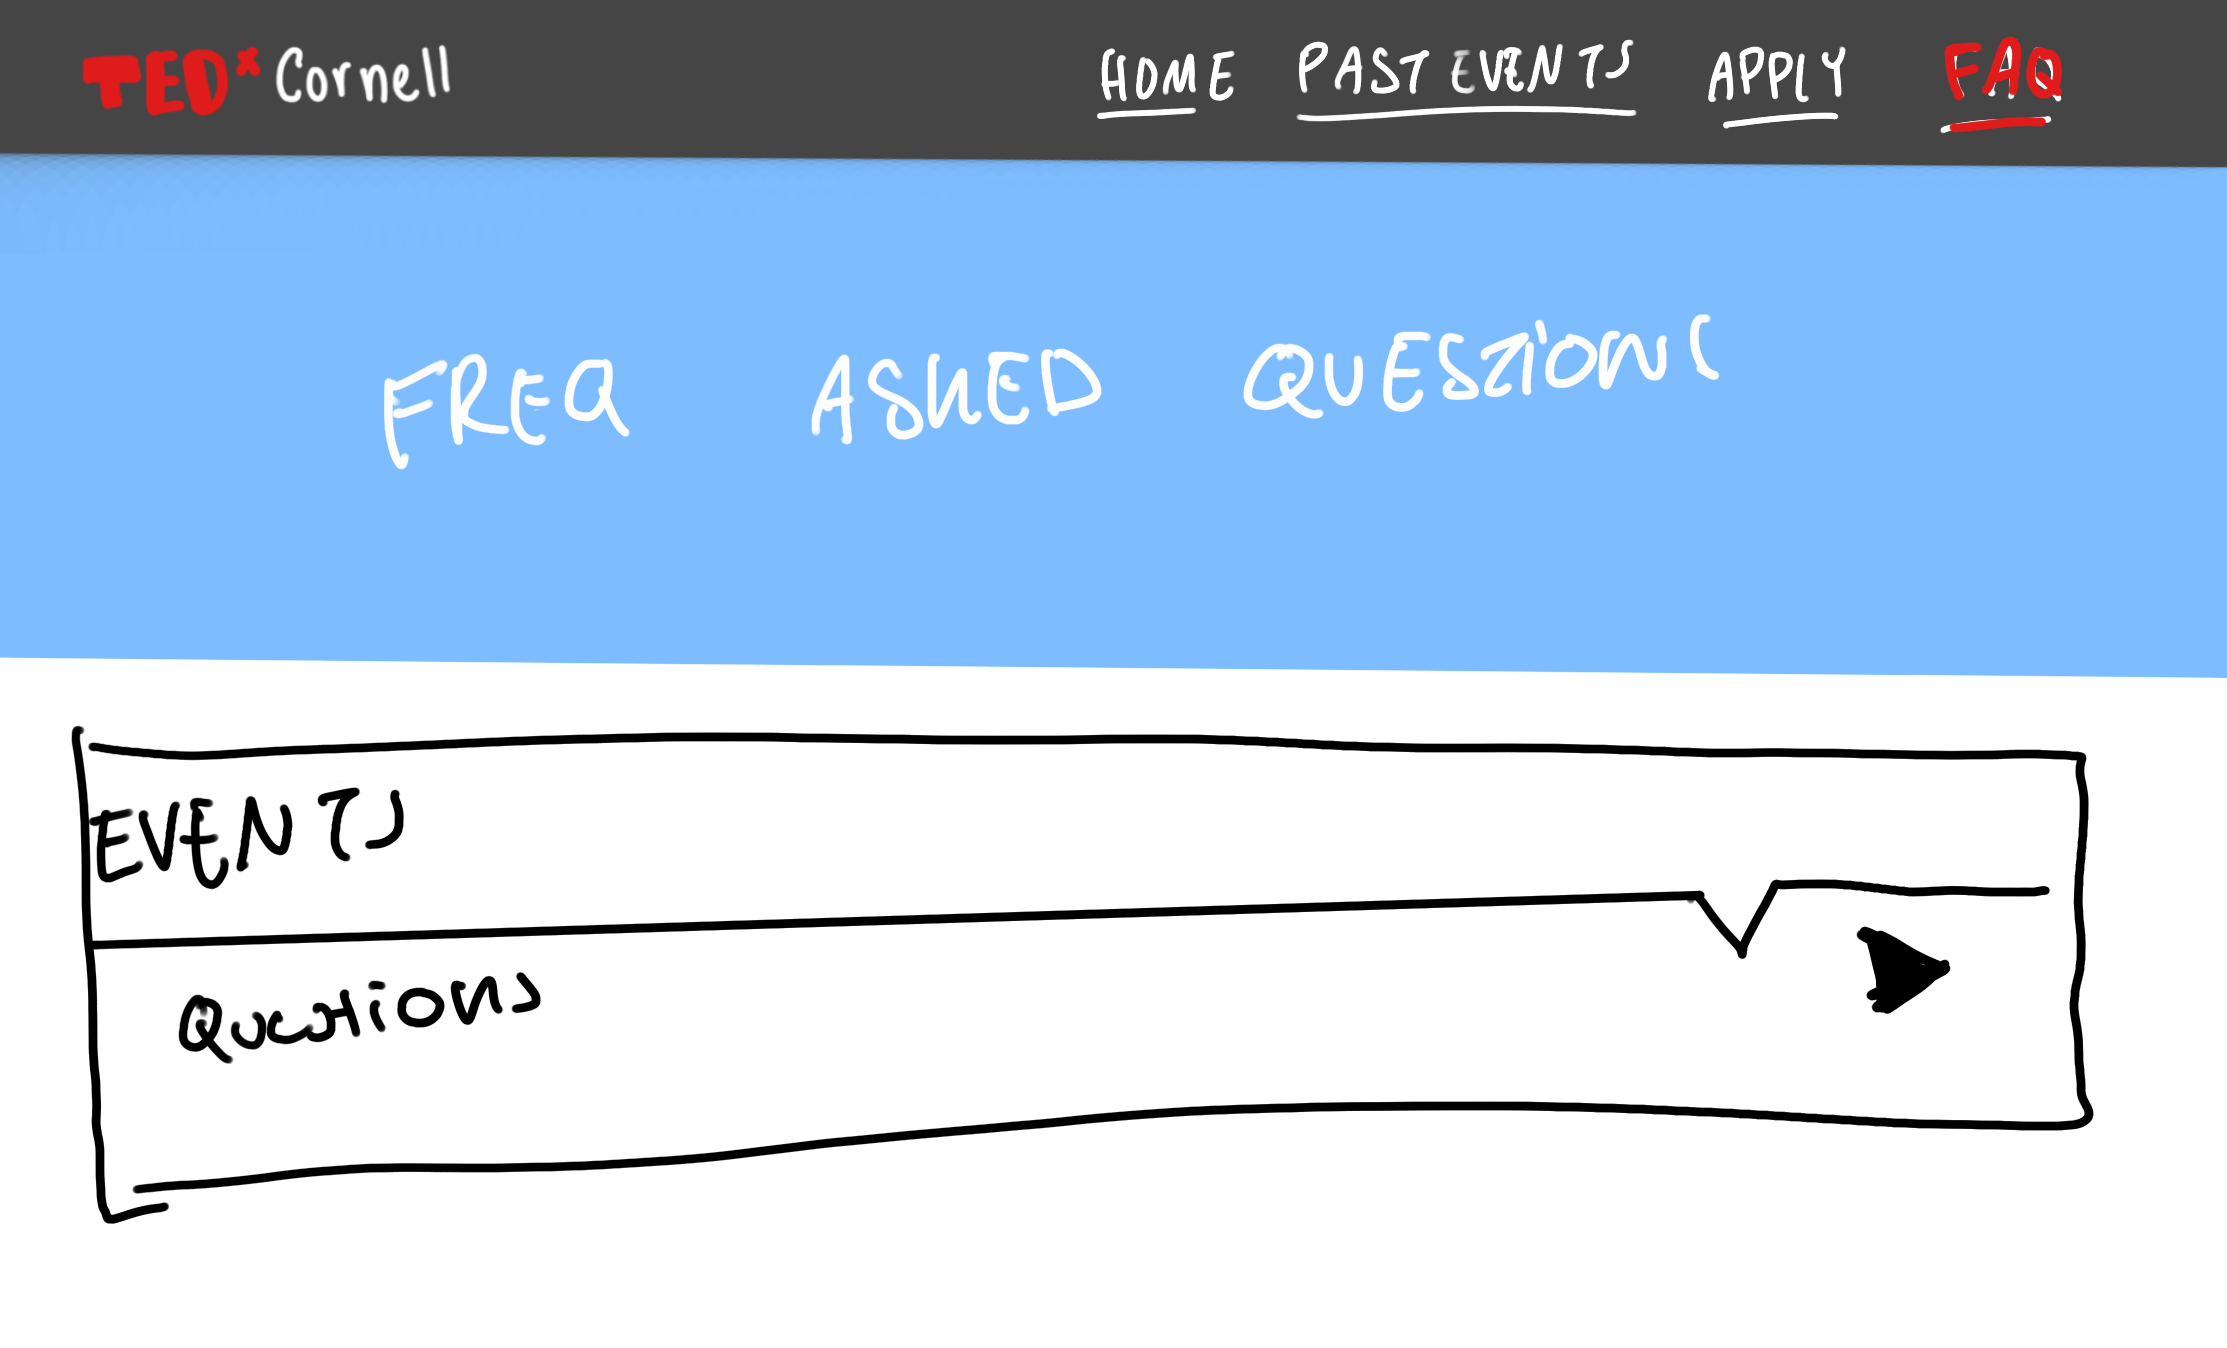 TEDx Cornell HOME PAST EVENTS APPLY FAQ
FREQ ASKED QUESTIONS
EVENTS
Questions